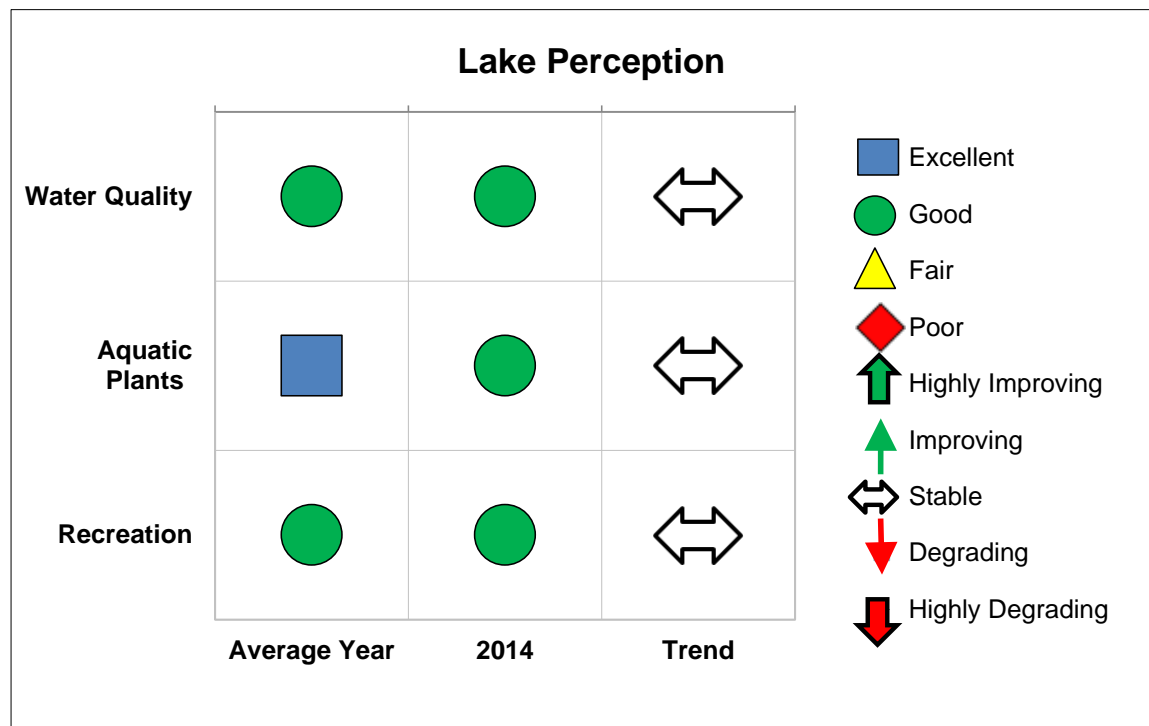 Lake Perception
Water Quality
Aquatic
Plants
Recreation
Average Year
2014
Trend
Excellent
Good
Fair
Poor
Highly Improving
Improving
Stable
Degrading
Highly Degrading